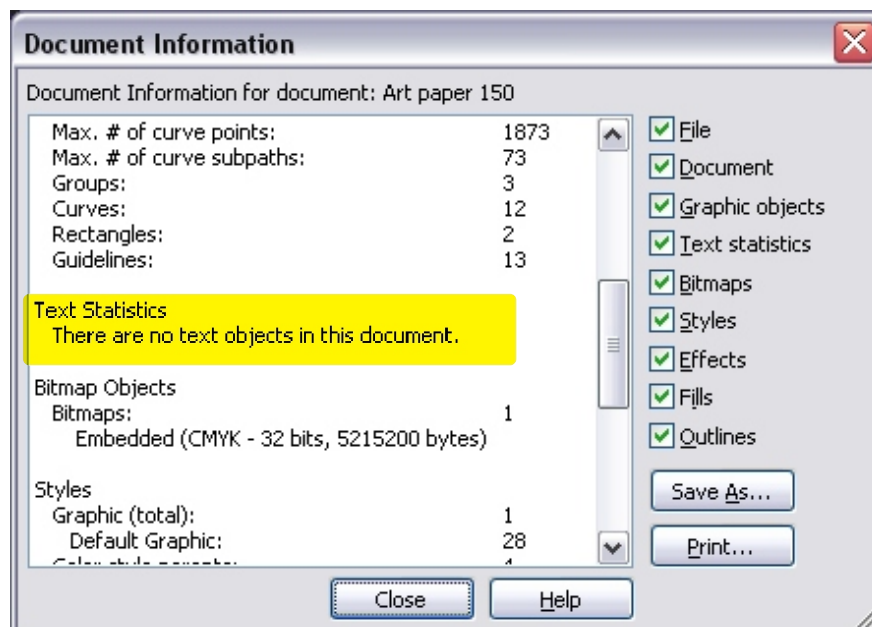 Document Information
Document Information for document: Art paper 150
Max. # of curve points: 1873
Max. # of curve subpaths: 73
Groups: 3
Curves: 12
Rectangles: 2
Guidelines: 13
Text Statistics
There are no text objects in this document.
Bitmap Objects
Bitmaps: 1
Embedded (CMYK - 32 bits, 5215200 bytes)
Styles
Graphic (total): 1
Default Graphic: 28
File
Document
Graphic objects
Text statistics
Bitmaps
Styles
Effects
Fills
Outlines
Save As...
Print...
Close
Help